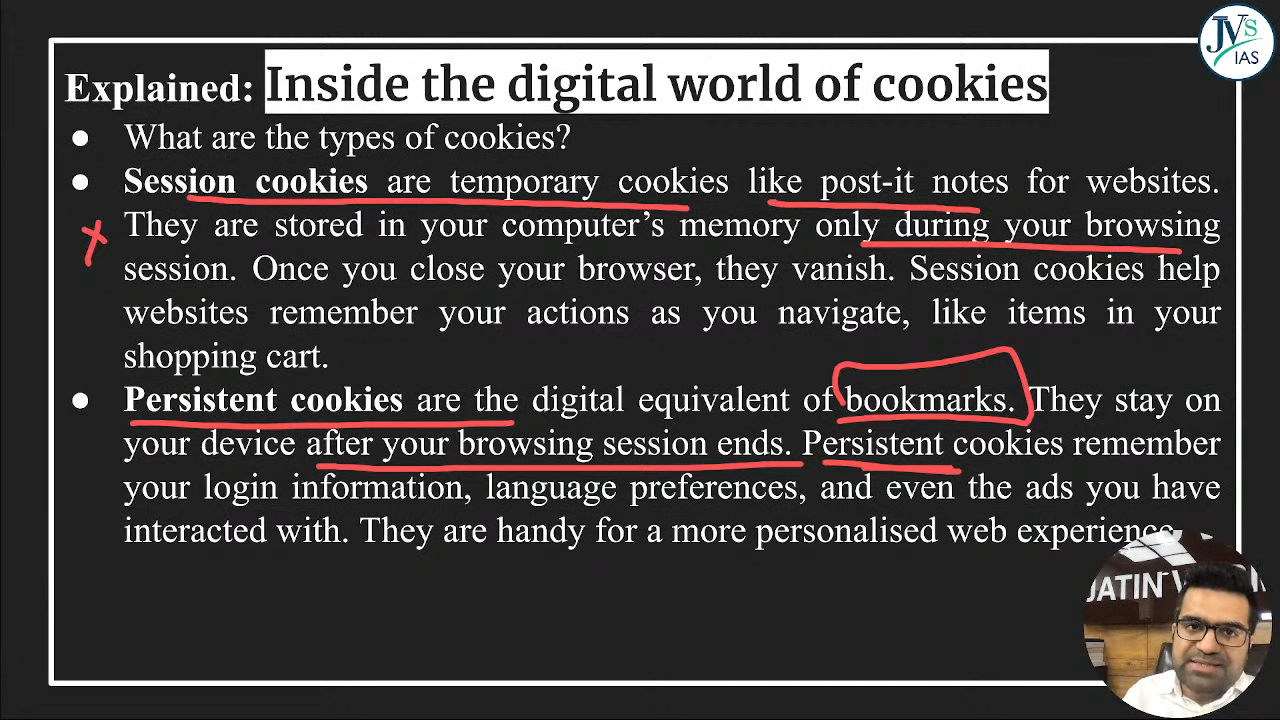 JVS
IAS
Explained: Inside the digital world of cookies
● What are the types of cookies?
● Session cookies are temporary cookies like post-it notes for websites.
They are stored in your computer’s memory only during your browsing
session. Once you close your browser, they vanish. Session cookies help
websites remember your actions as you navigate, like items in your
shopping cart.
● Persistent cookies are the digital equivalent of bookmarks. They stay on
your device after your browsing session ends. Persistent cookies remember
your login information, language preferences, and even the ads you have
interacted with. They are handy for a more personalised web experience.
JATIN